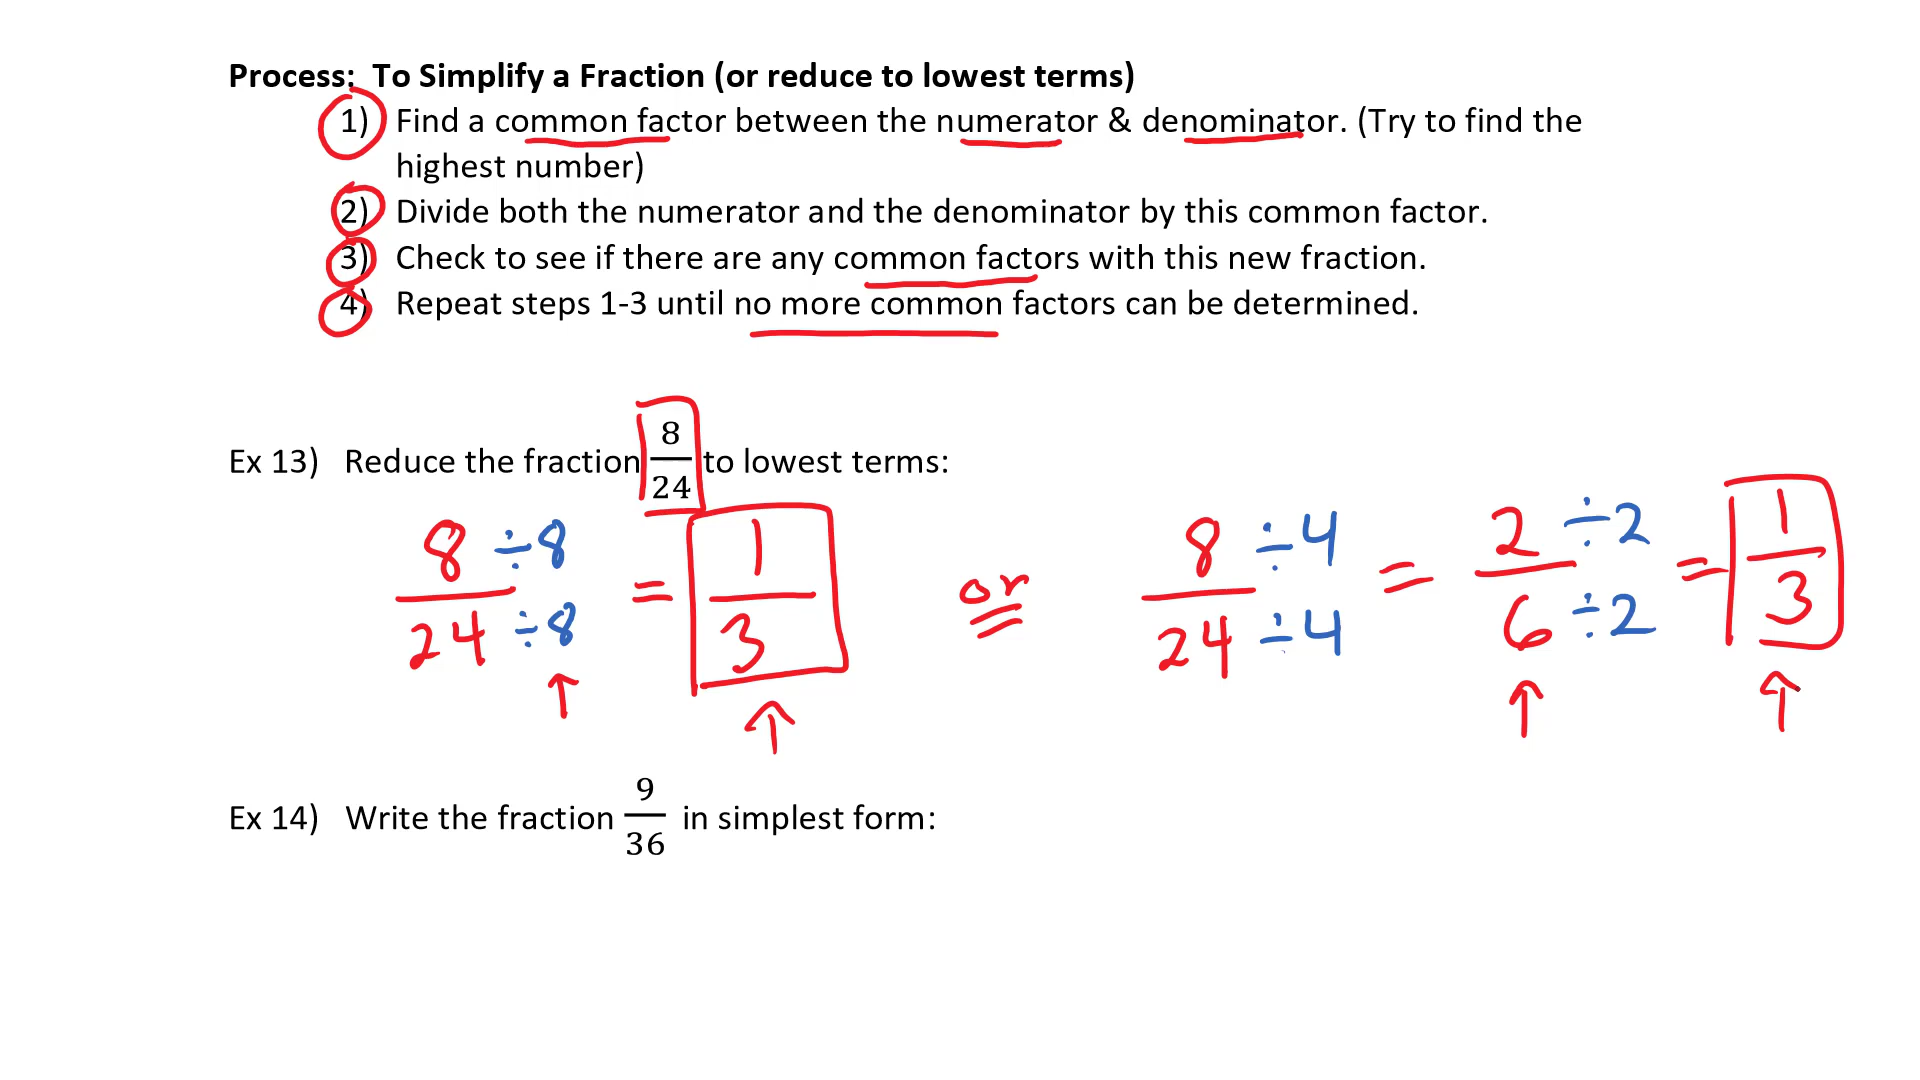 Process:  To Simplify a Fraction (or reduce to lowest terms)
1) Find a common factor between the numerator & denominator. (Try to find the
highest number)
2) Divide both the numerator and the denominator by this common factor.
3) Check to see if there are any common factors with this new fraction.
4) Repeat steps 1-3 until no more common factors can be determined.
Ex 13) Reduce the fraction 8/24 to lowest terms:
8 ÷8 / 24 ÷8 = 1/3 or 8 ÷4 / 24 ÷4 = 2 ÷2 / 6 ÷2 = 1/3
Ex 14) Write the fraction 9/36 in simplest form: